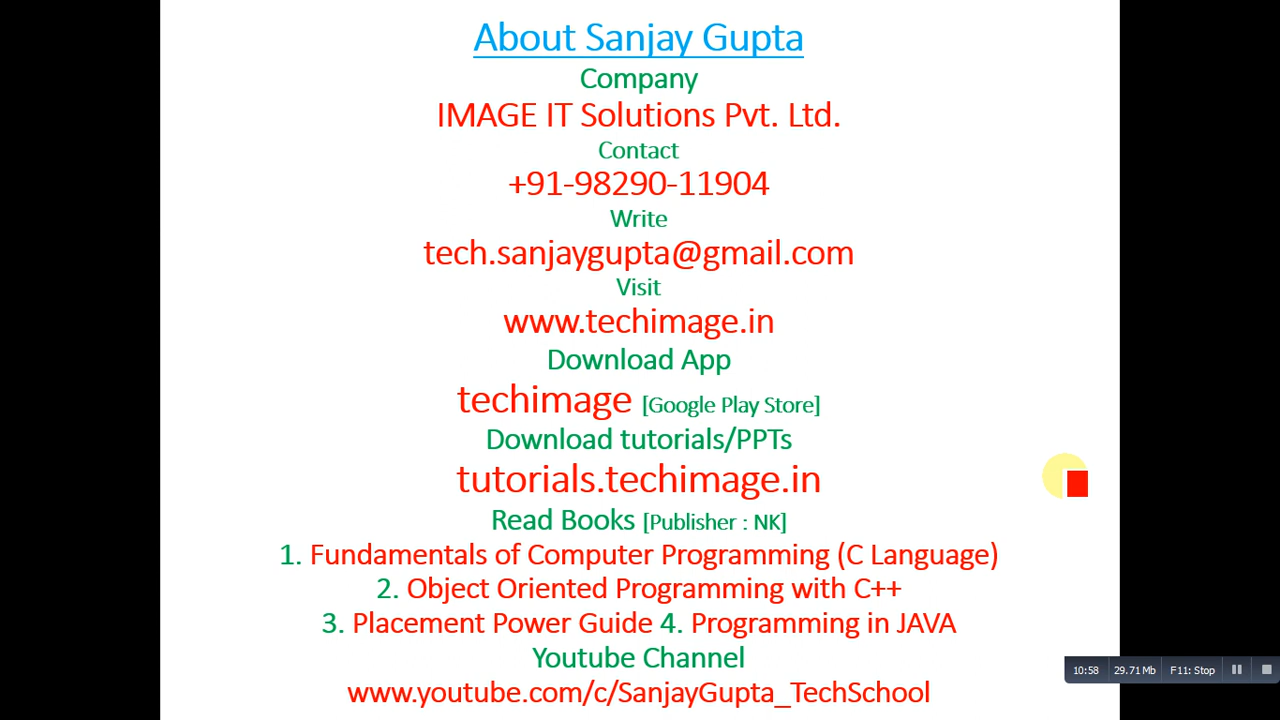 About Sanjay Gupta
Company
IMAGE IT Solutions Pvt. Ltd.
Contact
+91-98290-11904
Write
tech.sanjaygupta@gmail.com
Visit
www.techimage.in
Download App
techimage [Google Play Store]
Download tutorials/PPTs
tutorials.techimage.in
Read Books [Publisher : NK]
1. Fundamentals of Computer Programming (C Language)
2. Object Oriented Programming with C++
3. Placement Power Guide 4. Programming in JAVA
Youtube Channel
www.youtube.com/c/SanjayGupta_TechSchool
10:58 29.71 Mb F11: Stop